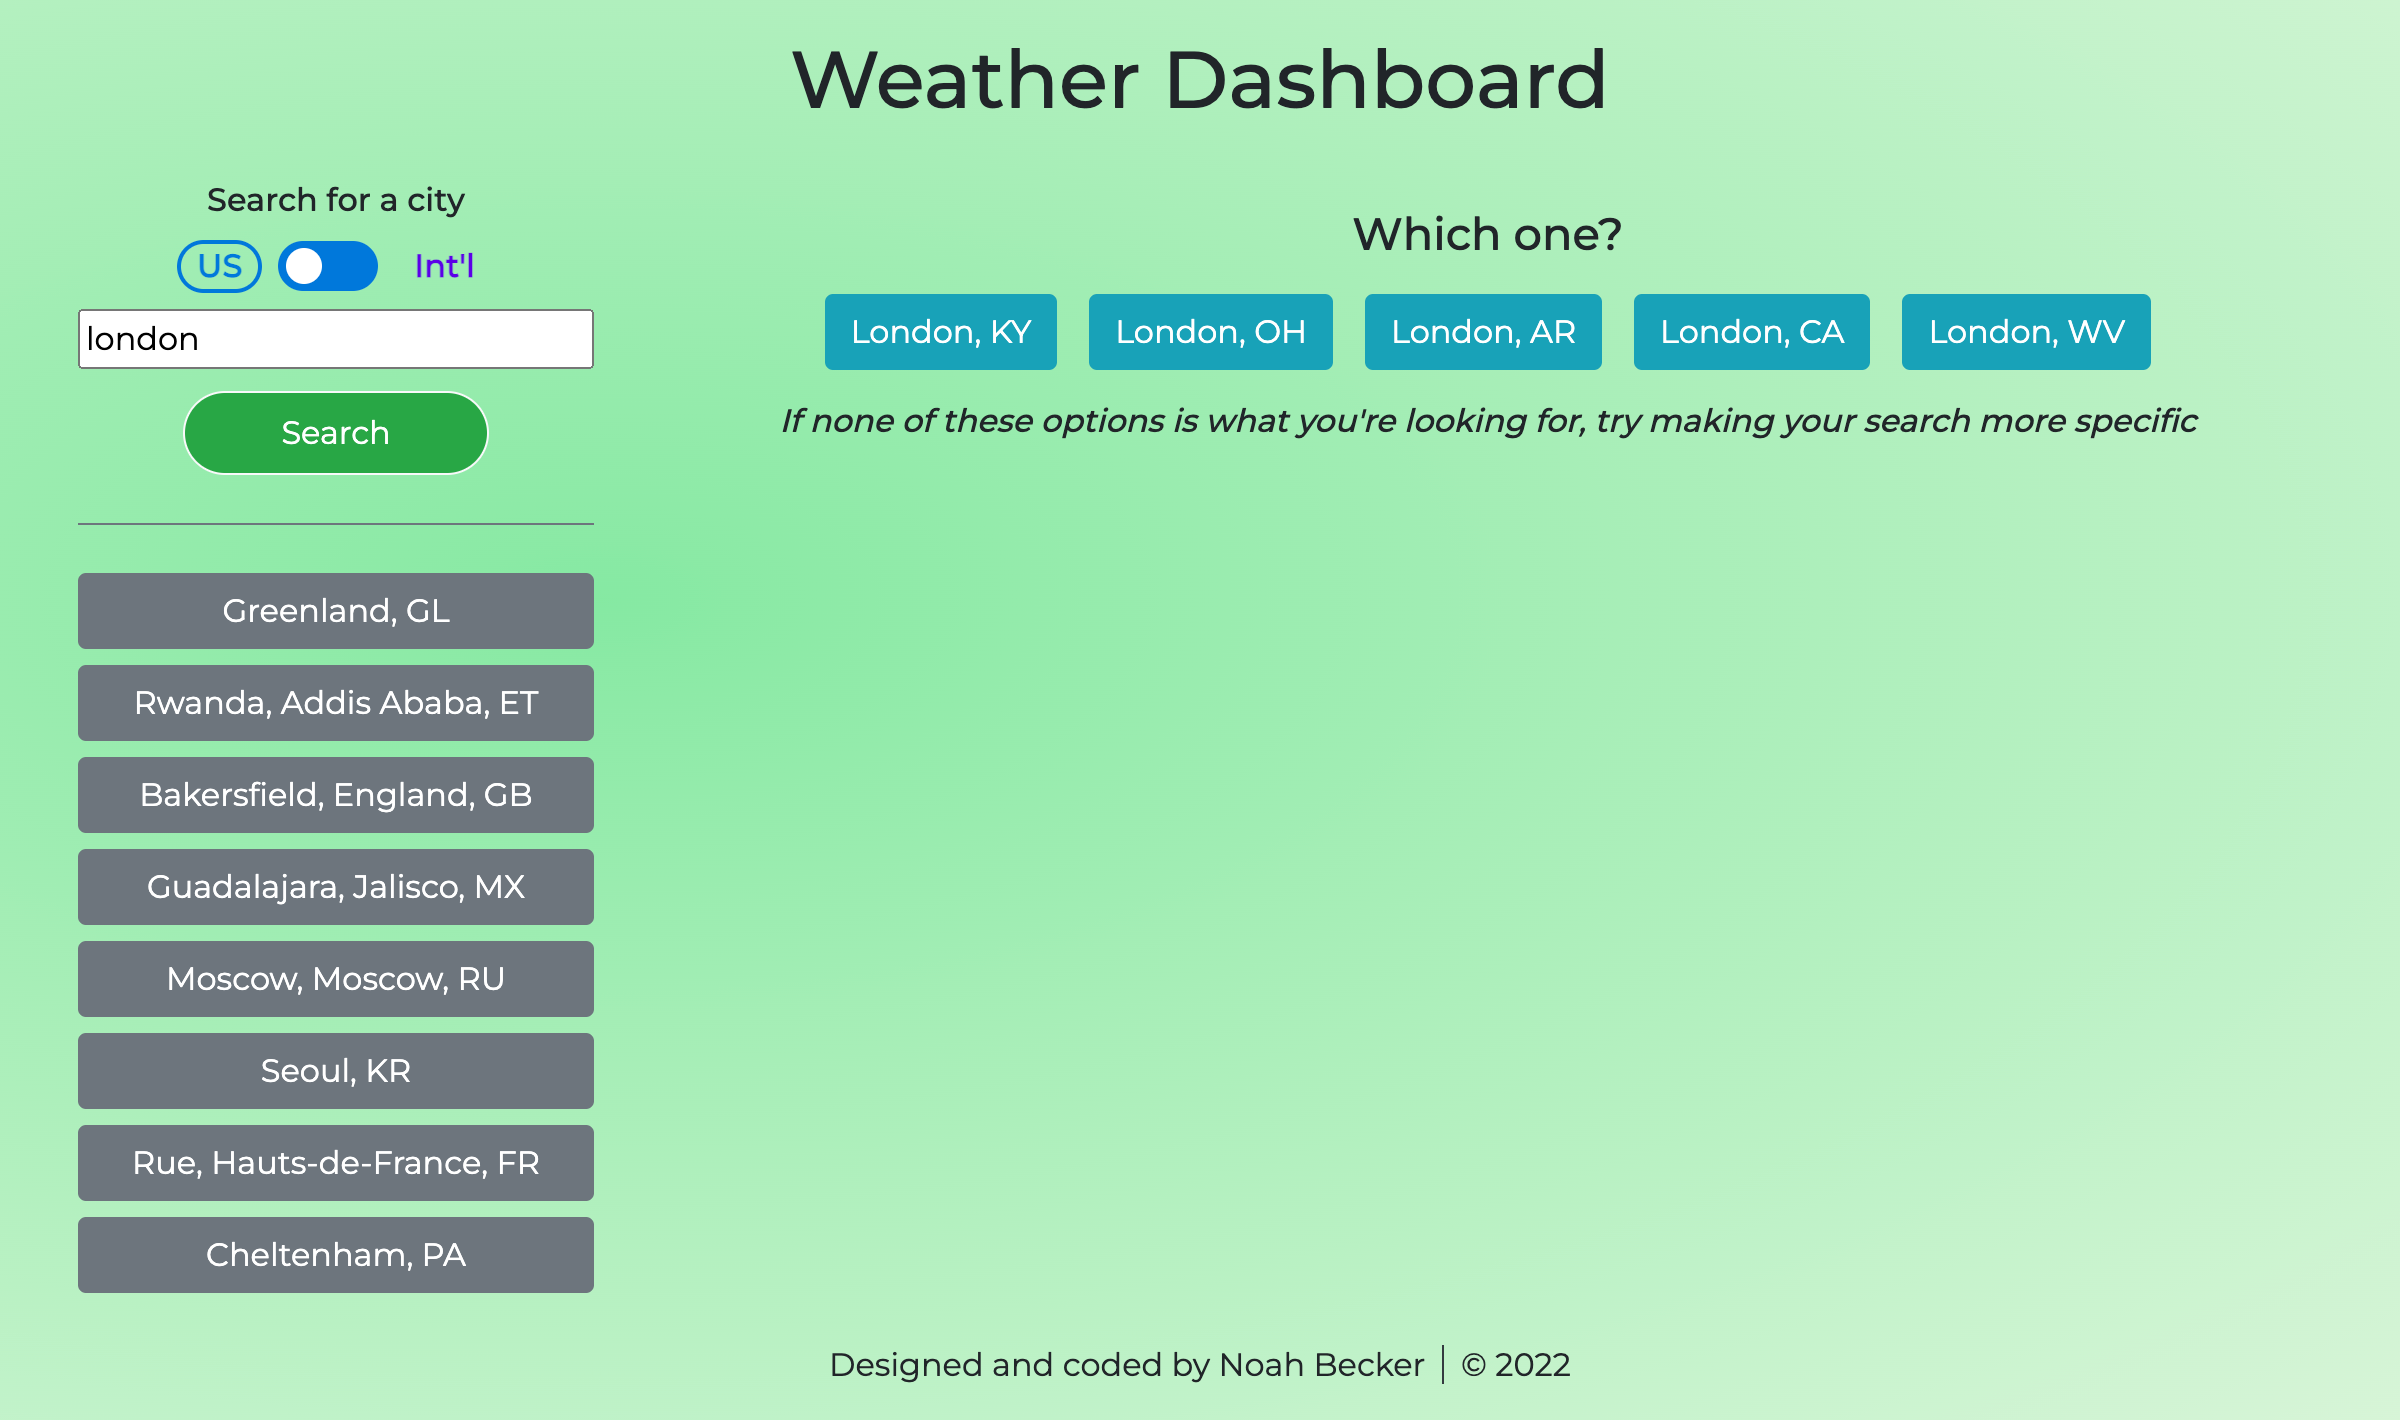 Weather Dashboard
Search for a city
US Int'l
london
Search
Greenland, GL
Rwanda, Addis Ababa, ET
Bakersfield, England, GB
Guadalajara, Jalisco, MX
Moscow, Moscow, RU
Seoul, KR
Rue, Hauts-de-France, FR
Cheltenham, PA
Which one?
London, KY London, OH London, AR London, CA London, WV
If none of these options is what you're looking for, try making your search more specific
Designed and coded by Noah Becker | © 2022